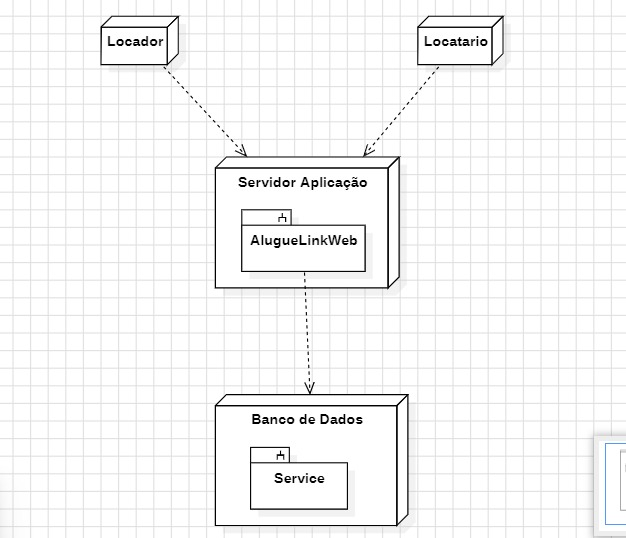 Locador
Locatario
Servidor Aplicação
AlugueLinkWeb
Banco de Dados
Service